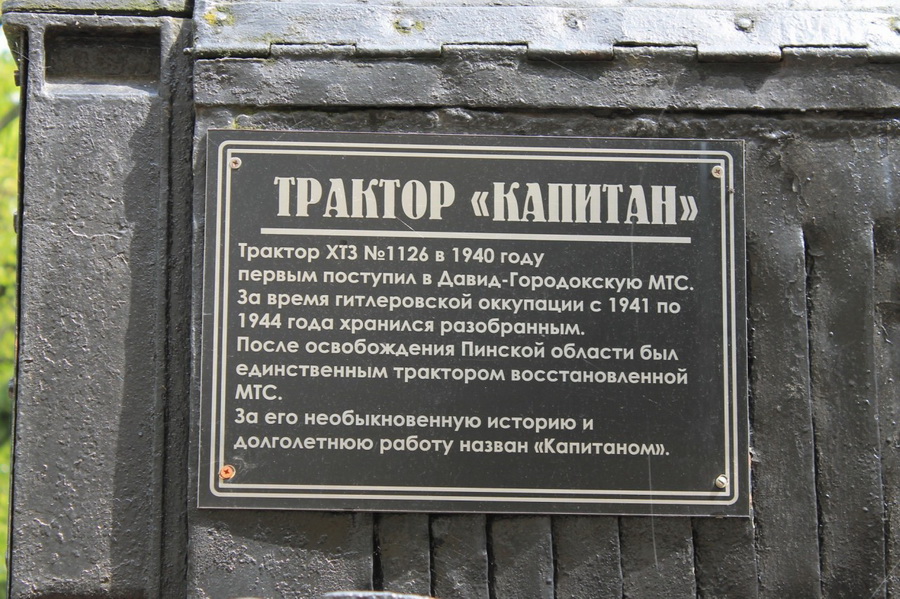 ТРАКТОР «КАПИТАН»
Трактор ХТЗ №1126 в 1940 году
первым поступил в Давид-Городокскую МТС.
За время гитлеровской оккупации с 1941 по
1944 года хранился разобранным.
После освобождения Пинской области был
единственным трактором восстановленной
МТС.
За его необыкновенную историю и
долголетнюю работу назван «Капитаном».